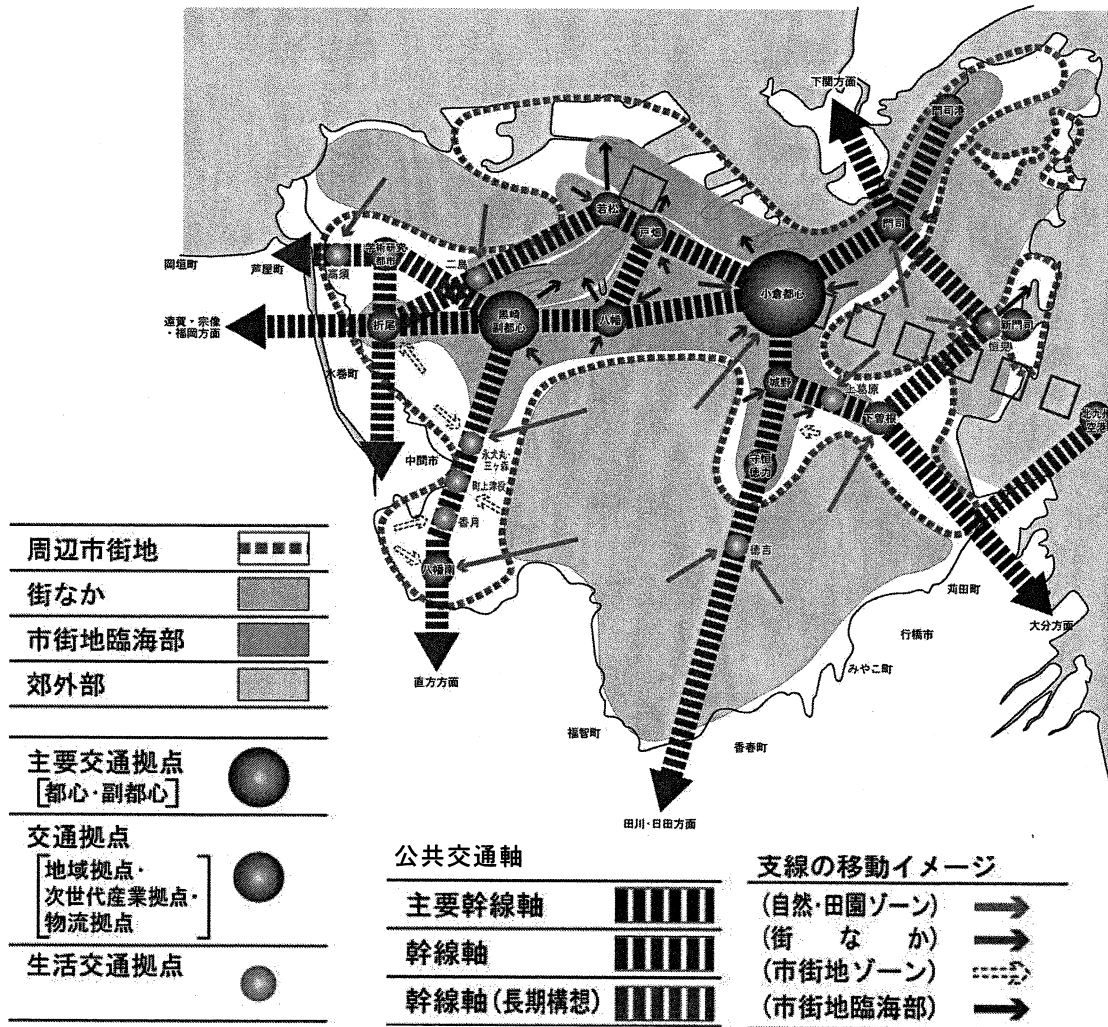 下関方面
門司港
若松
戸畑
門司
岡垣町
芦屋町
高須
学術研究
都市
二島
小倉都心
遠賀・宗像
・福岡方面
折尾
黒崎
副都心
八幡
新門司
恒見
水巻町
城野
上葛原
下曽根
北九州
空港
中間市
永犬丸・
三ヶ森
守恒
徳力
町上津役
香月
八幡南
徳吉
苅田町
大分方面
行橋市
みやこ町
直方方面
福智町
香春町
田川・日田方面
周辺市街地
街なか
市街地臨海部
郊外部
主要交通拠点
[都心・副都心]
交通拠点
[地域拠点・
次世代産業拠点・
物流拠点]
生活交通拠点
公共交通軸
主要幹線軸
幹線軸
幹線軸(長期構想)
支線の移動イメージ
(自然・田園ゾーン)
(街なか)
(市街地ゾーン)
(市街地臨海部)